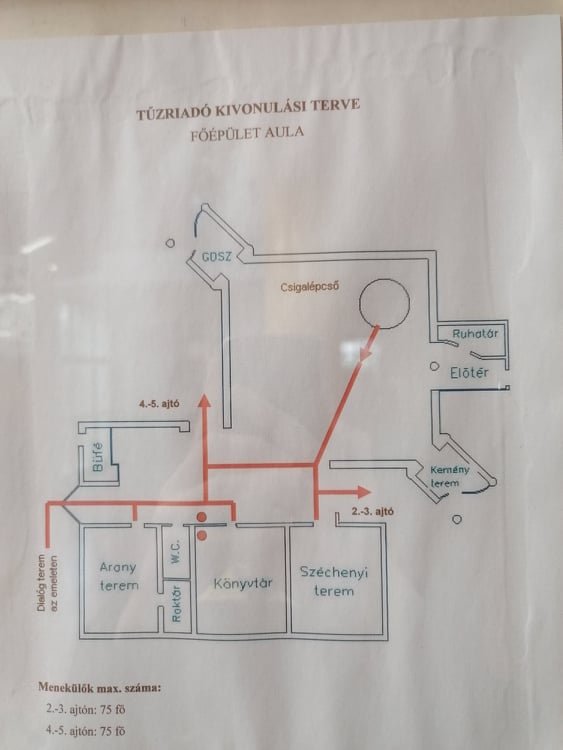 TŰZRIADÓ KIVONULÁSI TERVE
FŐÉPÜLET AULA
GOSZ
Csigalépcső
Ruhatár
Előtér
4.-5. ajtó
Büfé
Kemény
terem
2.-3. ajtó
Arany
terem
W.C.
Raktár
Könyvtár
Széchenyi
terem
Dialóg terem
az emeleten
Menekülők max. száma:
2.-3. ajtón: 75 fő
4.-5. ajtón: 75 fő